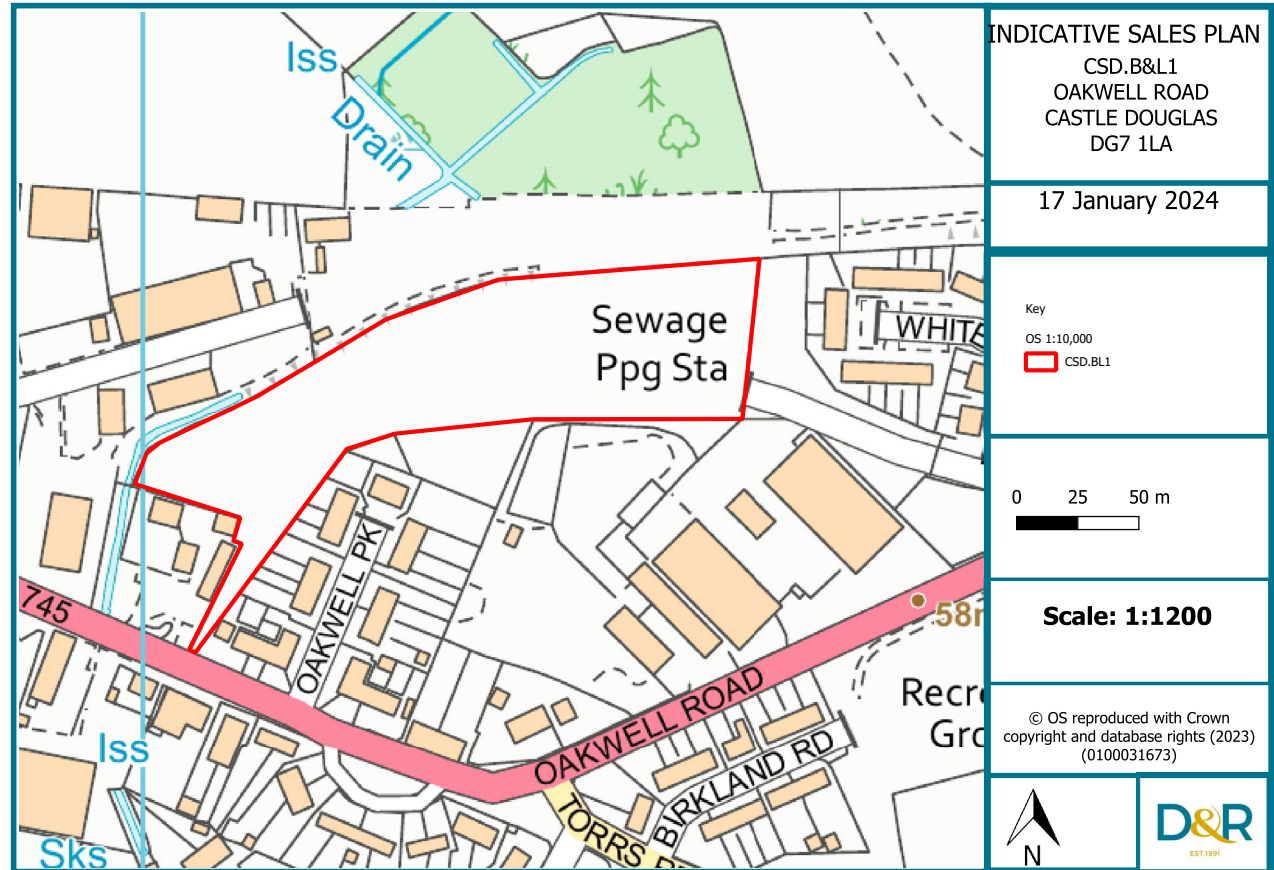 INDICATIVE SALES PLAN
CSD.B&L1
OAKWELL ROAD
CASTLE DOUGLAS
DG7 1LA
17 January 2024
Key
OS 1:10,000
CSD.BL1
0 25 50 m
Scale: 1:1200
© OS reproduced with Crown
copyright and database rights (2023)
(0100031673)
N
D&R
EST.1891
Iss
Drain
Sewage
Ppg Sta
WHITE
OAKWELL PK
745
58m
OAKWELL ROAD
Recre
Gro
BIRKLAND RD
TORRS
Iss
Sks